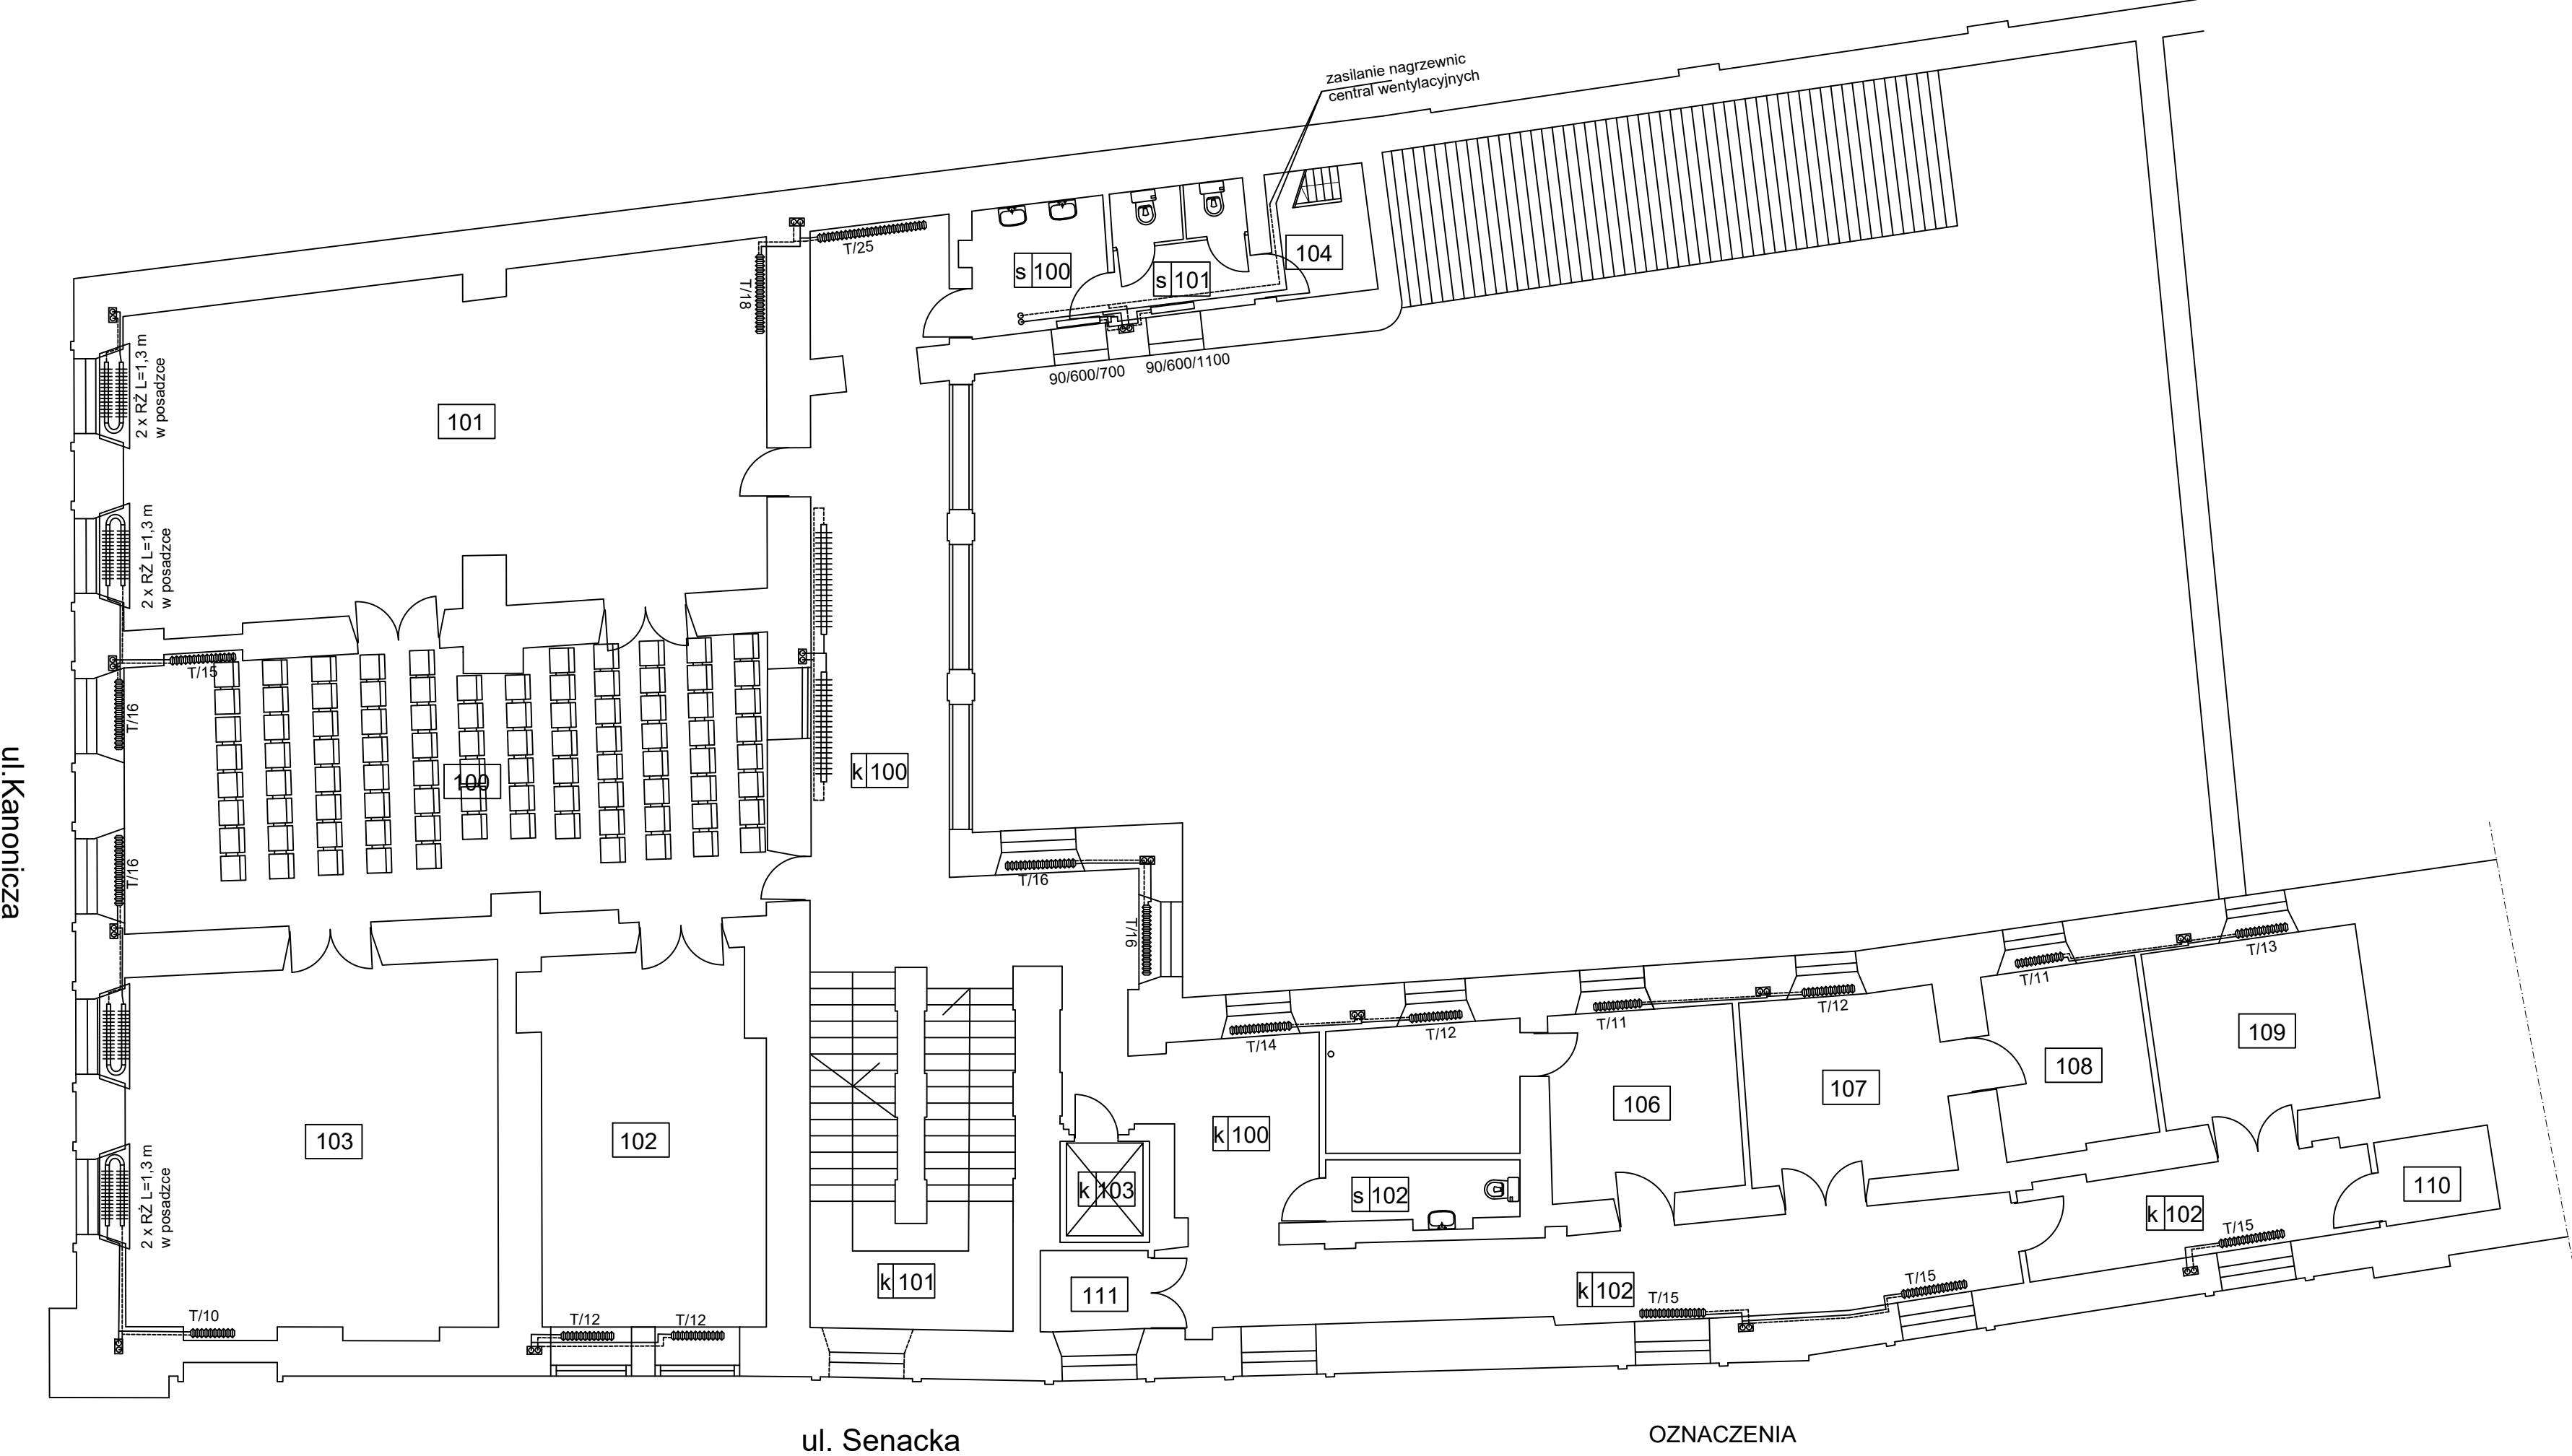 zasilanie nagrzewnic
central wentylacyjnych
T/25
T/18
s 100
s 101
104
90/600/700
90/600/1100
2 x RŻ L=1,3 m
w posadzce
101
2 x RŻ L=1,3 m
w posadzce
T/15
T/16
100
k 100
T/16
ul.Kanonicza
T/16
T/16
T/14
T/12
T/11
T/12
T/11
T/13
103
102
k 100
k 103
s 102
106
107
108
109
110
2 x RŻ L=1,3 m
w posadzce
k 101
111
k 102
k 102
T/15
T/15
T/15
T/10
T/12
T/12
ul. Senacka
OZNACZENIA